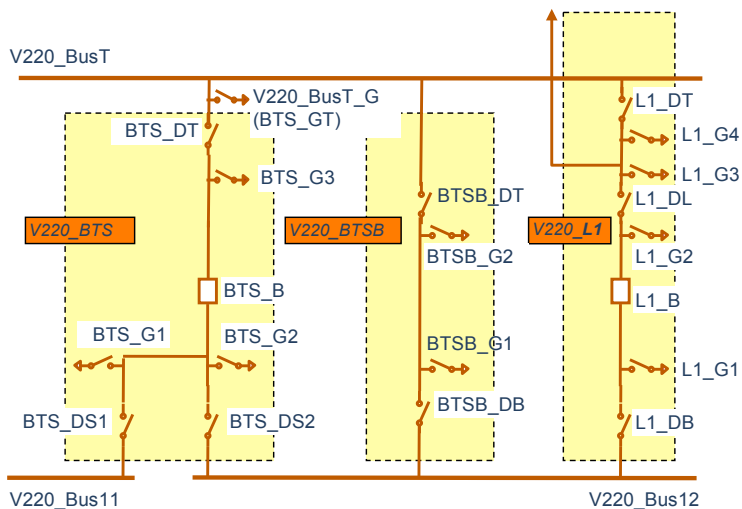 V220_BusT
V220_BusT_G
(BTS_GT)
L1_DT
BTS_DT
L1_G4
BTS_G3
L1_G3
BTSB_DT
L1_DL
V220_BTS
V220_BTSB
V220_L1
BTSB_G2
L1_G2
BTS_B
L1_B
BTS_G1
BTS_G2
BTSB_G1
L1_G1
BTS_DS1
BTS_DS2
BTSB_DB
L1_DB
V220_Bus11
V220_Bus12